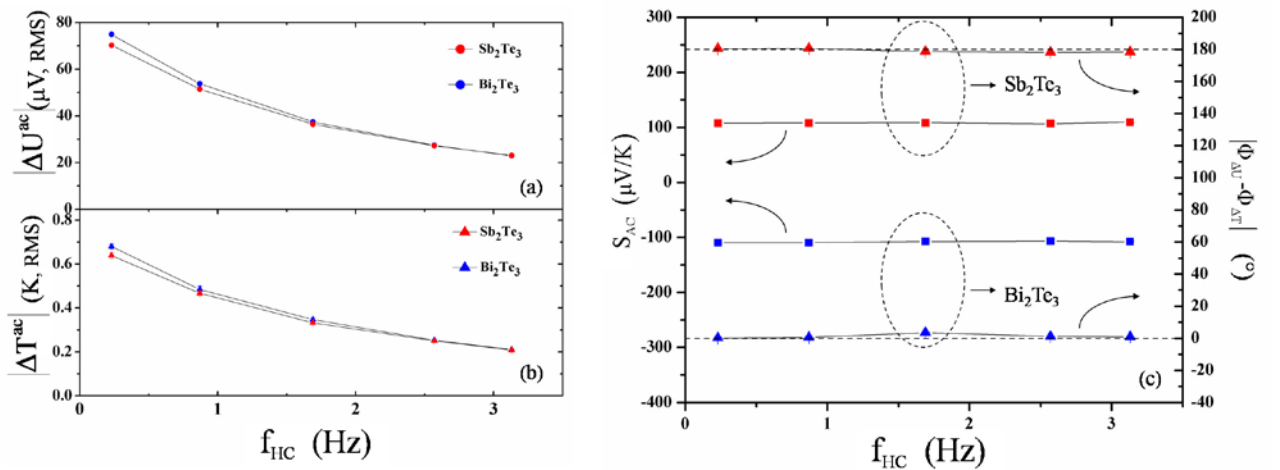 80
60
40
20
0
|ΔU^ac| (μV, RMS)
Sb₂Te₃
Bi₂Te₃
(a)
0.8
0.6
0.4
0.2
0.0
|ΔT^ac| (K, RMS)
Sb₂Te₃
Bi₂Te₃
(b)
0 1 2 3
f_HC (Hz)
300
200
100
0
-100
-200
-300
-400
S_AC (μV/K)
Sb₂Te₃
Bi₂Te₃
(c)
200
180
160
140
120
100
80
60
40
20
0
-20
-40
|Φ_ΔU-Φ_ΔT| (°)
0 1 2 3
f_HC (Hz)